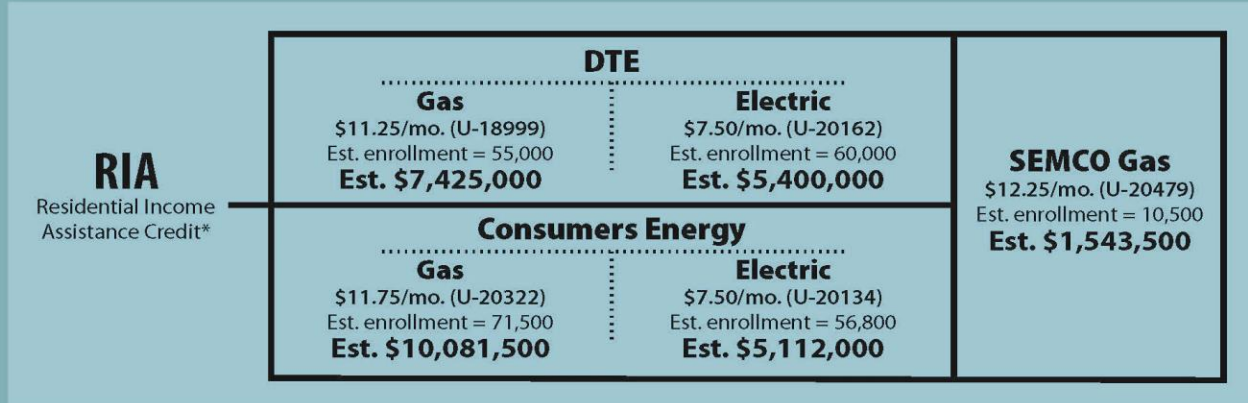 RIA
Residential Income
Assistance Credit*
DTE
Gas
$11.25/mo. (U-18999)
Est. enrollment = 55,000
Est. $7,425,000
Electric
$7.50/mo. (U-20162)
Est. enrollment = 60,000
Est. $5,400,000
Consumers Energy
Gas
$11.75/mo. (U-20322)
Est. enrollment = 71,500
Est. $10,081,500
Electric
$7.50/mo. (U-20134)
Est. enrollment = 56,800
Est. $5,112,000
SEMCO Gas
$12.25/mo. (U-20479)
Est. enrollment = 10,500
Est. $1,543,500